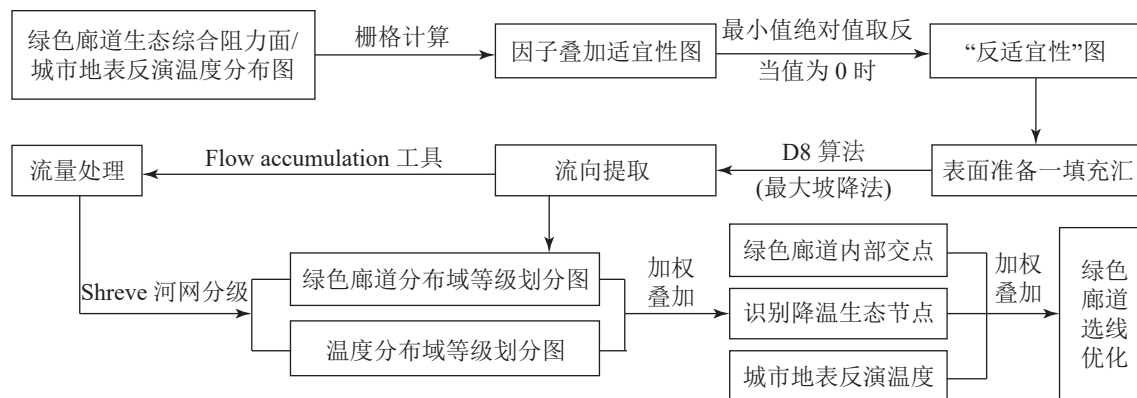 绿色廊道生态综合阻力面/
城市地表反演温度分布图
栅格计算
因子叠加适宜性图
最小值绝对值取反
当值为 0 时
“反适宜性”图
流量处理
Flow accumulation 工具
流向提取
D8 算法
(最大坡降法)
表面准备一填充汇
Shreve 河网分级
绿色廊道分布域等级划分图
温度分布域等级划分图
加权
叠加
绿色廊道内部交点
识别降温生态节点
城市地表反演温度
加权
叠加
绿色
廊道
选线
优化